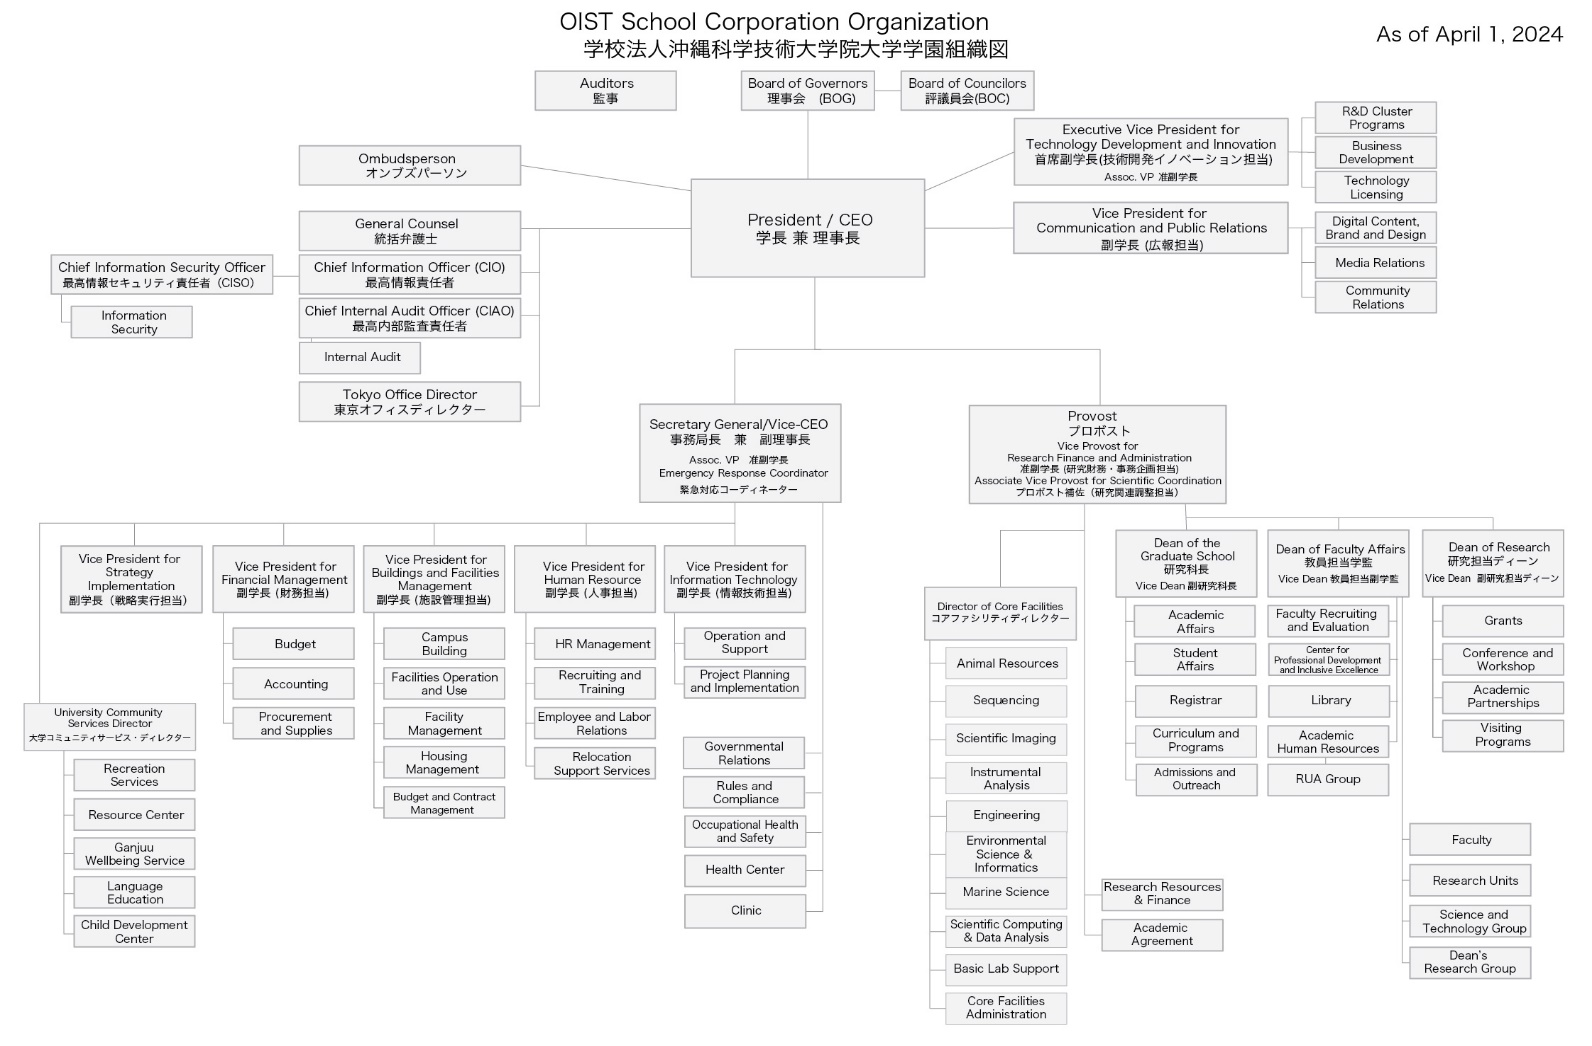 OIST School Corporation Organization
学校法人沖縄科学技術大学院大学学園組織図
As of April 1, 2024
Auditors
監事
Board of Governors
理事会　(BOG)
Board of Councilors
評議員会(BOC)
Ombudsperson
オンブズパーソン
General Counsel
統括弁護士
Chief Information Security Officer
最高情報セキュリティ責任者（CISO）
Information
Security
Chief Information Officer (CIO)
最高情報責任者
Chief Internal Audit Officer (CIAO)
最高内部監査責任者
Internal Audit
Tokyo Office Director
東京オフィスディレクター
President / CEO
学長 兼 理事長
Executive Vice President for
Technology Development and Innovation
首席副学長(技術開発イノベーション担当)
Assoc. VP 准副学長
R&D Cluster
Programs
Business
Development
Technology
Licensing
Vice President for
Communication and Public Relations
副学長 (広報担当)
Digital Content,
Brand and Design
Media Relations
Community
Relations
Secretary General/Vice-CEO
事務局長　兼　副理事長
Assoc. VP　准副学長
Emergency Response Coordinator
緊急対応コーディネーター
Provost
プロボスト
Vice Provost for
Research Finance and Administration
准副学長 (研究財務・事務企画担当)
Associate Vice Provost for Scientific Coordination
プロボスト補佐（研究関連調整担当）
Vice President for
Strategy
Implementation
副学長（戦略実行担当）
Vice President for
Financial Management
副学長 (財務担当)
Budget
Accounting
Procurement
and Supplies
Vice President for
Buildings and Facilities
Management
副学長 (施設管理担当)
Campus
Building
Facilities Operation
and Use
Facility
Management
Housing
Management
Budget and Contract
Management
Vice President for
Human Resource
副学長 (人事担当)
HR Management
Recruiting and
Training
Employee and Labor
Relations
Relocation
Support Services
Vice President for
Information Technology
副学長 (情報技術担当)
Operation and
Support
Project Planning
and Implementation
Governmental
Relations
Rules and
Compliance
Occupational Health
and Safety
Health Center
Clinic
University Community
Services Director
大学コミュニティサービス・ディレクター
Recreation
Services
Resource Center
Ganjuu
Wellbeing Service
Language
Education
Child Development
Center
Director of Core Facilities
コアファシリティディレクター
Animal Resources
Sequencing
Scientific Imaging
Instrumental
Analysis
Engineering
Environmental
Science &
Informatics
Marine Science
Scientific Computing
& Data Analysis
Basic Lab Support
Core Facilities
Administration
Research Resources
& Finance
Academic
Agreement
Dean of the
Graduate School
研究科長
Vice Dean 副研究科長
Academic
Affairs
Student
Affairs
Registrar
Curriculum and
Programs
Admissions and
Outreach
Dean of Faculty Affairs
教員担当学監
Vice Dean 教員担当副学監
Faculty Recruiting
and Evaluation
Center for
Professional Development
and Inclusive Excellence
Library
Academic
Human Resources
RUA Group
Faculty
Research Units
Science and
Technology Group
Dean's
Research Group
Dean of Research
研究担当ディーン
Vice Dean　副研究担当ディーン
Grants
Conference and
Workshop
Academic
Partnerships
Visiting
Programs